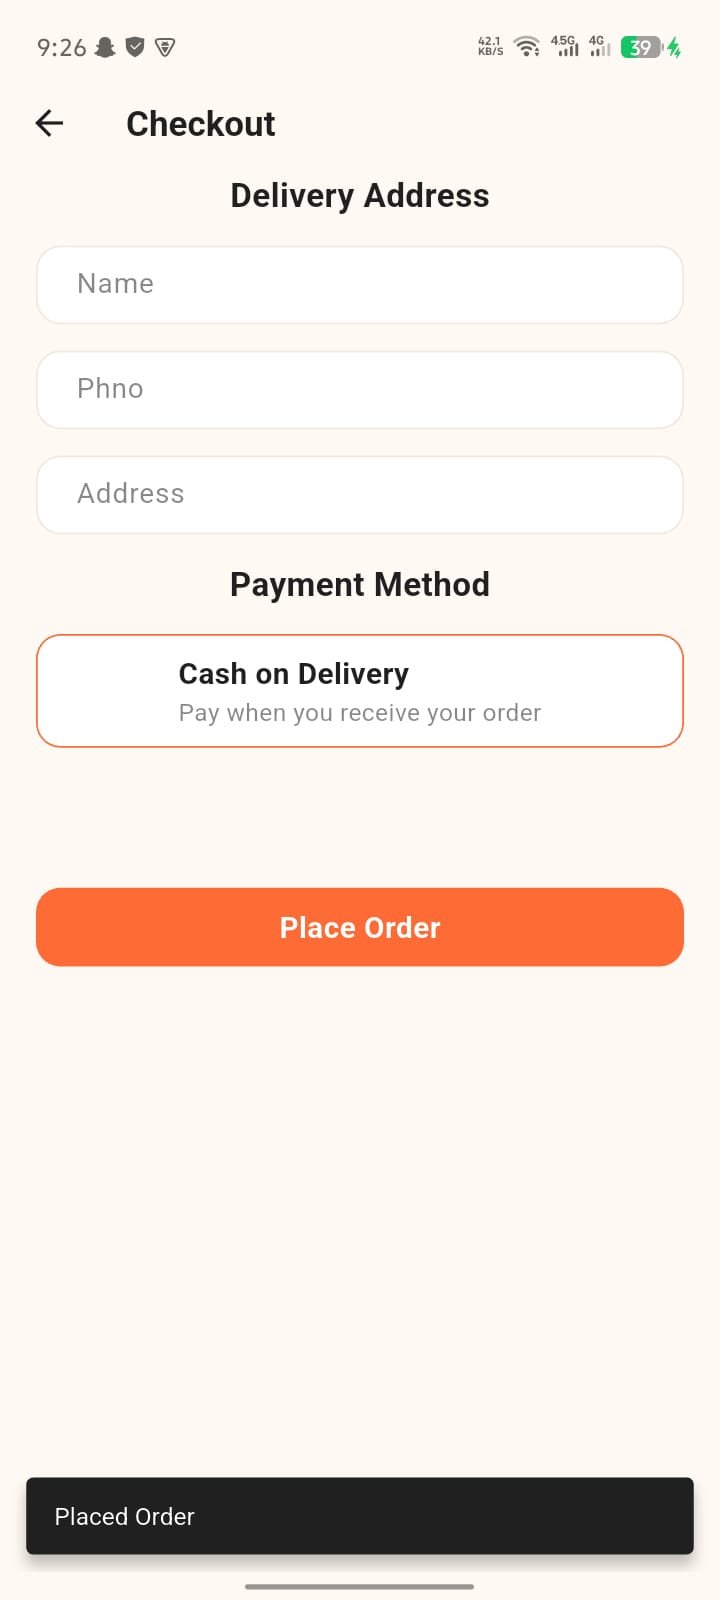 9:26
42.1
KB/S
4.5G
4G
39
Checkout
Delivery Address
Name
Phno
Address
Payment Method
Cash on Delivery
Pay when you receive your order
Place Order
Placed Order